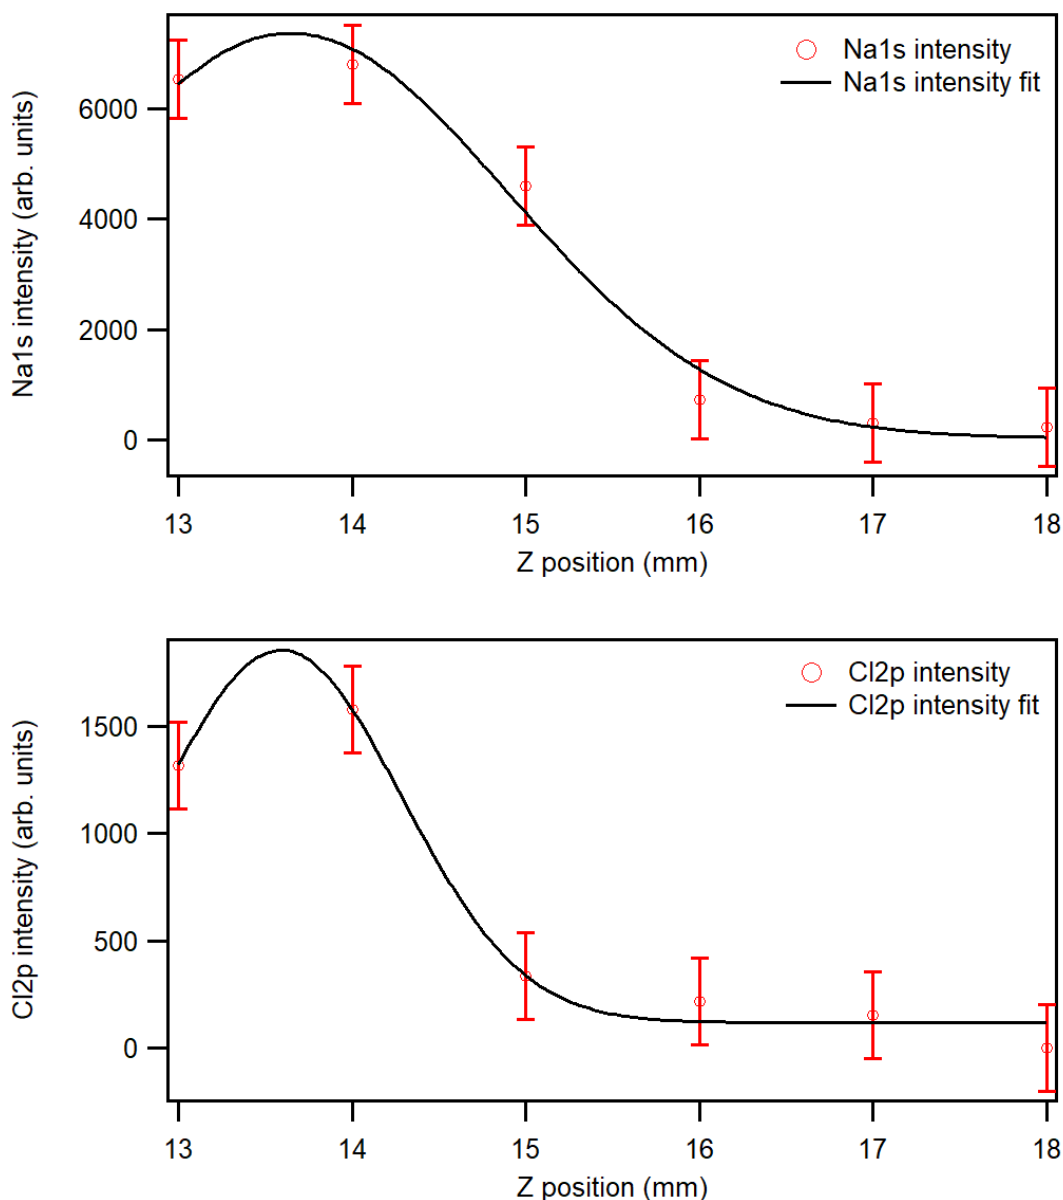 Na1s intensity
Na1s intensity fit
6000
4000
2000
0
Na1s intensity (arb. units)
13 14 15 16 17 18
Z position (mm)
Cl2p intensity
Cl2p intensity fit
1500
1000
500
0
Cl2p intensity (arb. units)
13 14 15 16 17 18
Z position (mm)